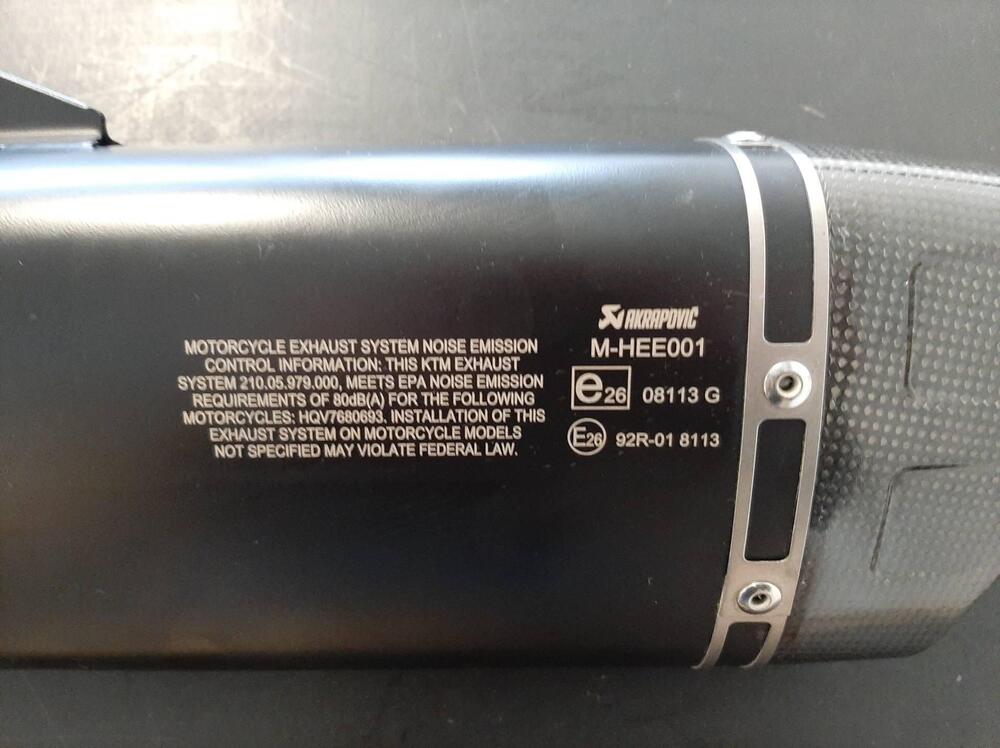 MOTORCYCLE EXHAUST SYSTEM NOISE EMISSION
CONTROL INFORMATION: THIS KTM EXHAUST
SYSTEM 210.05.979.000, MEETS EPA NOISE EMISSION
REQUIREMENTS OF 80dB(A) FOR THE FOLLOWING
MOTORCYCLES: HQV7680693. INSTALLATION OF THIS
EXHAUST SYSTEM ON MOTORCYCLE MODELS
NOT SPECIFIED MAY VIOLATE FEDERAL LAW.
AKRAPOVIČ
M-HEE001
e26 08113 G
E26 92R-01 8113